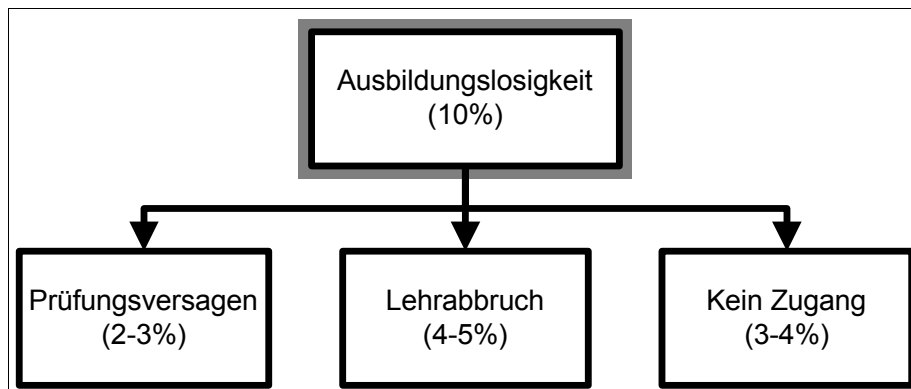 Ausbildungslosigkeit
(10%)
Prüfungsversagen
(2-3%)
Lehrabbruch
(4-5%)
Kein Zugang
(3-4%)